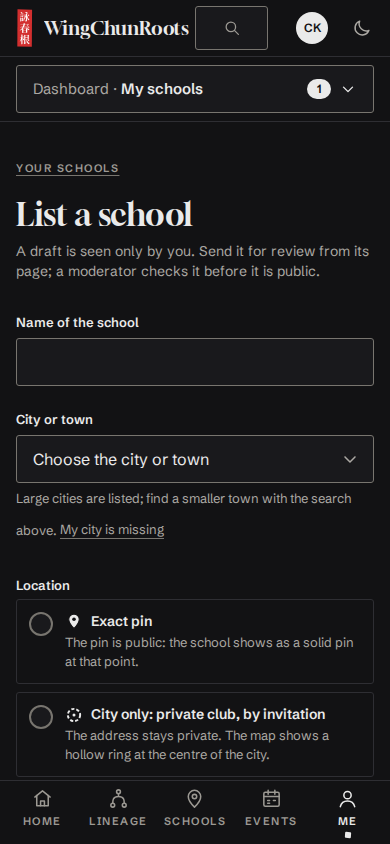 詠春根
WingChunRoots
CK
Dashboard · My schools
1
YOUR SCHOOLS
List a school
A draft is seen only by you. Send it for review from its
page; a moderator checks it before it is public.
Name of the school
City or town
Choose the city or town
Large cities are listed; find a smaller town with the search
above. My city is missing
Location
Exact pin
The pin is public: the school shows as a solid pin
at that point.
City only: private club, by invitation
The address stays private. The map shows a
hollow ring at the centre of the city.
HOME
LINEAGE
SCHOOLS
EVENTS
ME